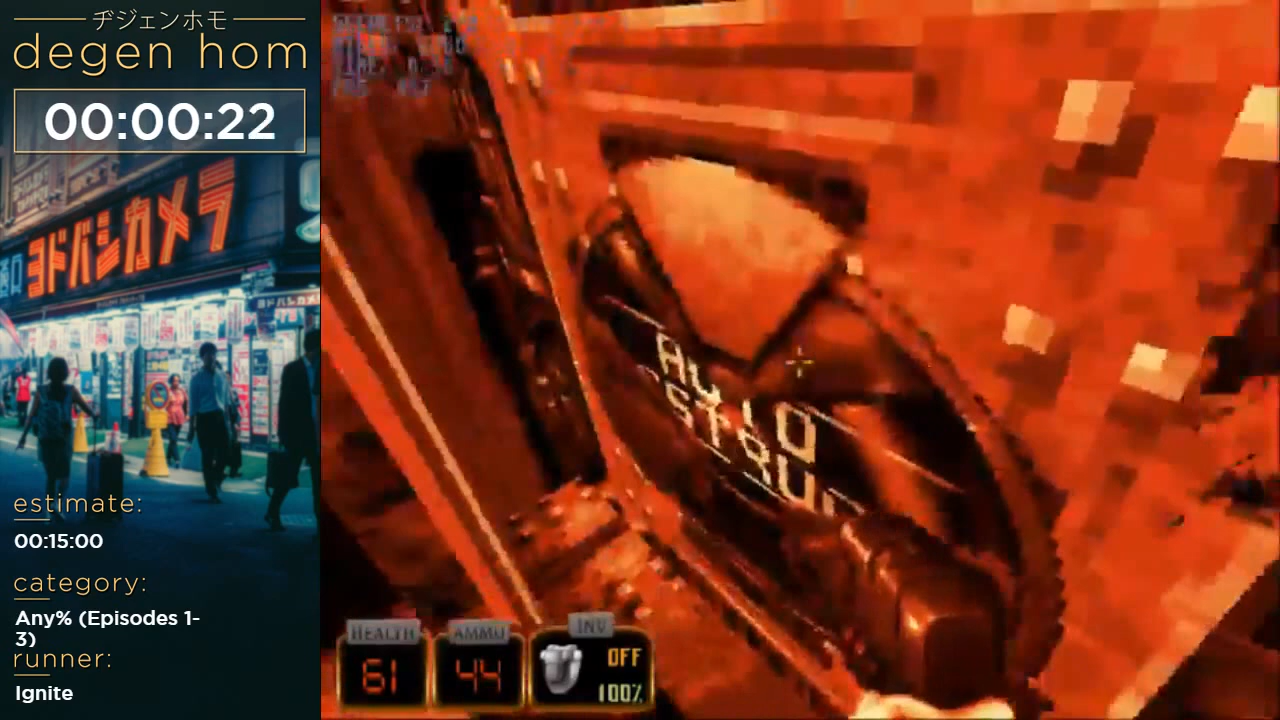 ヂジェンホモ
degen hom
00:00:22
ヨドバシカメラ
estimate:
00:15:00
category:
Any% (Episodes 1-
3)
runner:
Ignite
AUTO
HEALTH
AMMO
INV
61
44
OFF
100%